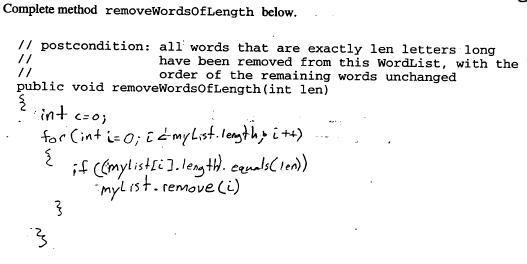 Complete method removeWordsOfLength below.
// postcondition: all words that are exactly len letters long
// have been removed from this WordList, with the
// order of the remaining words unchanged
public void removeWordsOfLength(int len)
{
int c=0;
for(int i=0; i<myList.length; i++)
{
if ((myList[i].length).equals(len))
myList.remove(i)
}
}